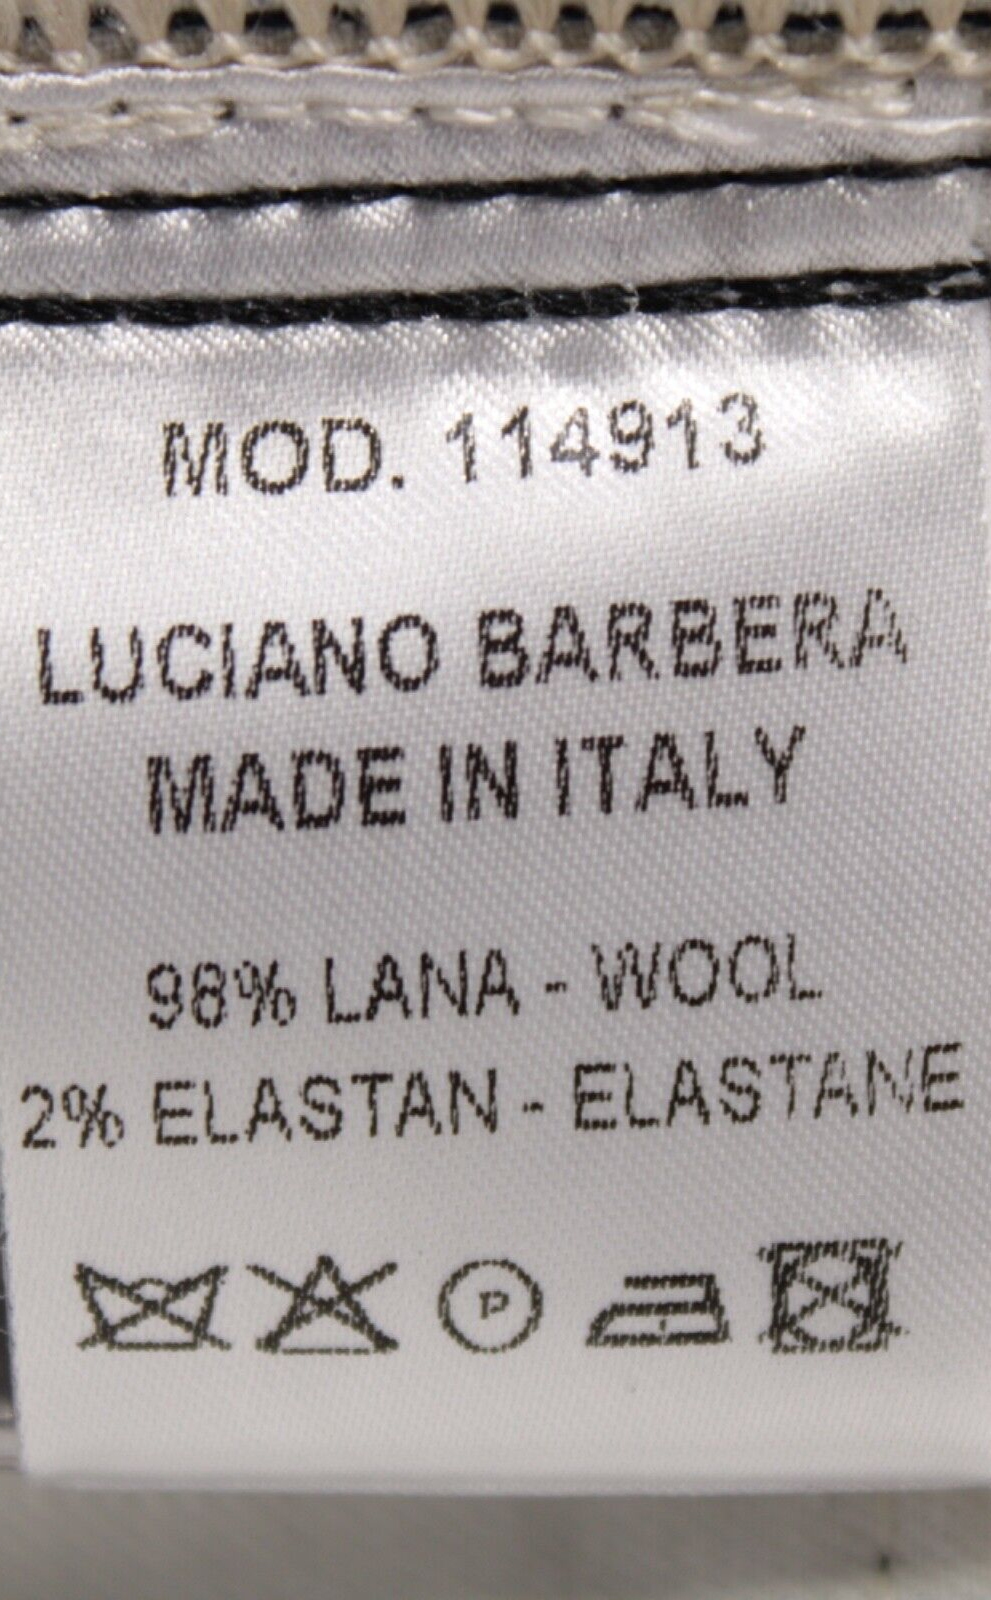 MOD. 114913
LUCIANO BARBERA
MADE IN ITALY
98% LANA - WOOL
2% ELASTAN - ELASTANE
P